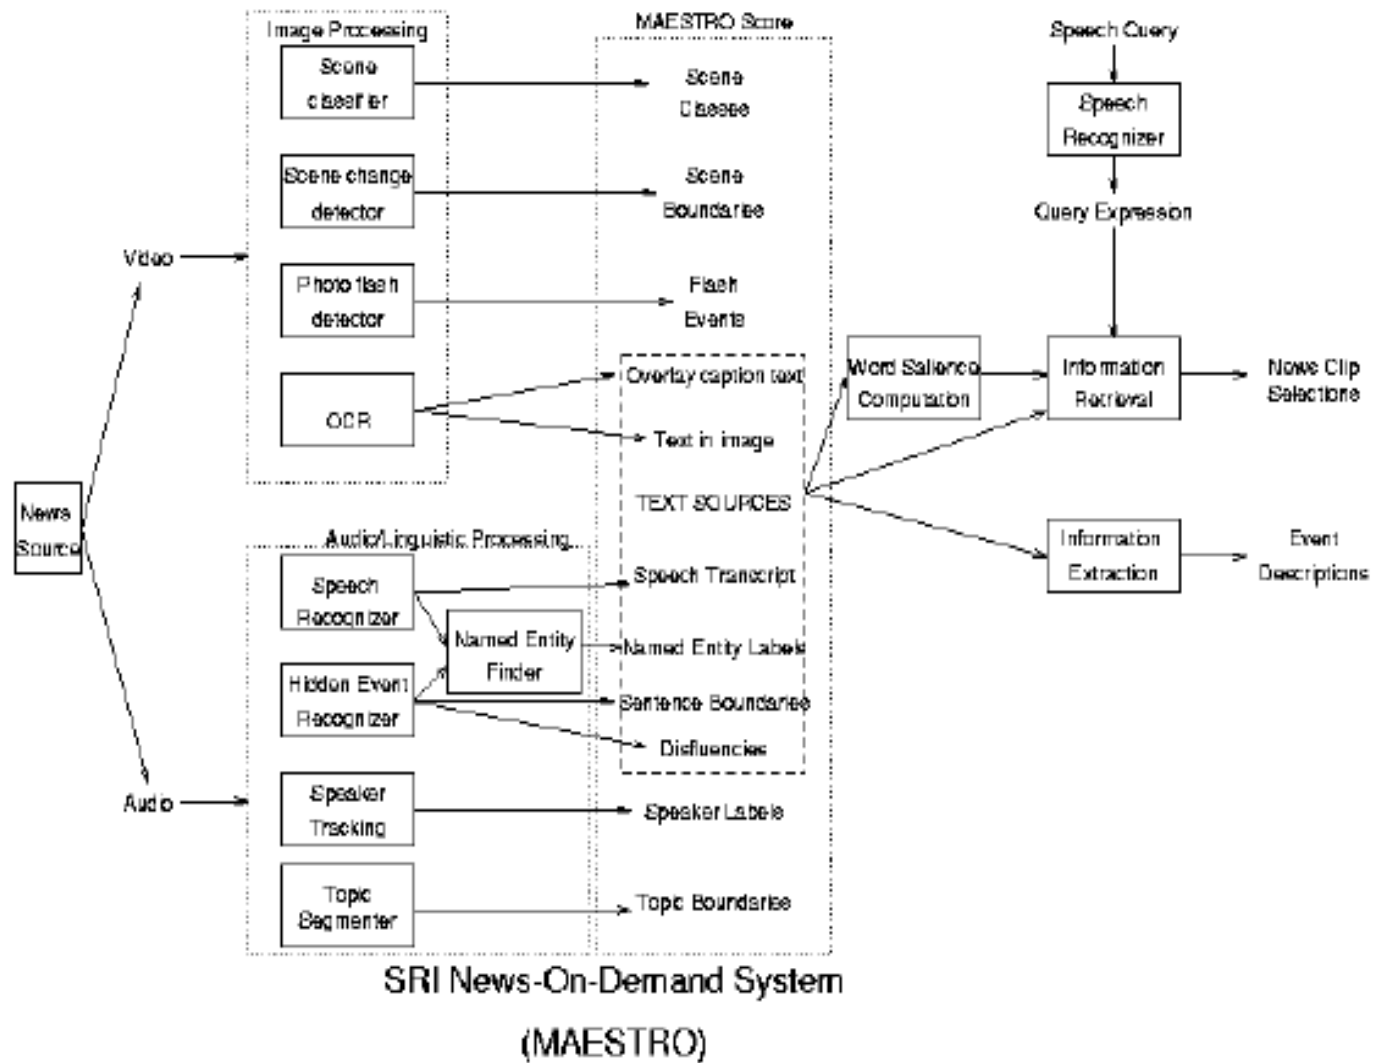 Image Processing
Scene
classifier
Scene change
detector
Photo flash
detector
OCR
Video
News
Source
Audio
Audio/Linguistic Processing
Speech
Recognizer
Named Entity
Finder
Hidden Event
Recognizer
Speaker
Tracking
Topic
Segmenter
MAESTRO Score
Scene
Classes
Scene
Boundaries
Flash
Events
Overlay caption text
Text in image
TEXT SOURCES
Speech Transcript
Named Entity Labels
Sentence Boundaries
Disfluencies
Speaker Labels
Topic Boundaries
Speech Query
Speech
Recognizer
Query Expression
Word Salience
Computation
Information
Retrieval
News Clip
Selections
Information
Extraction
Event
Descriptions
SRI News-On-Demand System
(MAESTRO)